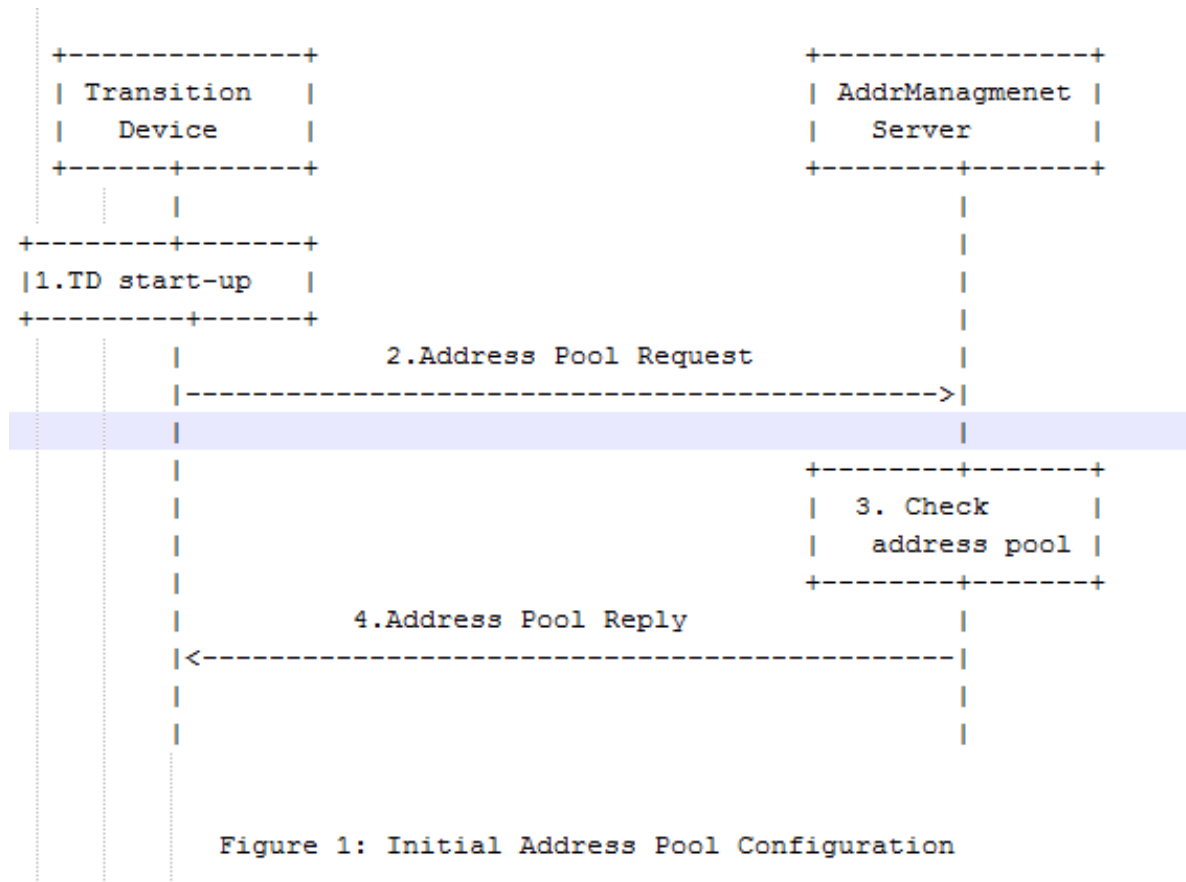 +--------------+                              +----------------+
| Transition   |                              | AddrManagmenet |
|   Device     |                              |   Server       |
+------+-------+                              +--------+-------+
|                                              |
+--------+-------+                                      |
|1.TD start-up   |                                      |
+---------+------+                                      |
|            2.Address Pool Request            |
|--------------------------------------------->|
|                                              |
|                                     +--------+-------+
|                                     |  3. Check      |
|                                     |   address pool |
|                                     +--------+-------+
|          4.Address Pool Reply                |
|<---------------------------------------------|
|                                              |
|                                              |
Figure 1: Initial Address Pool Configuration